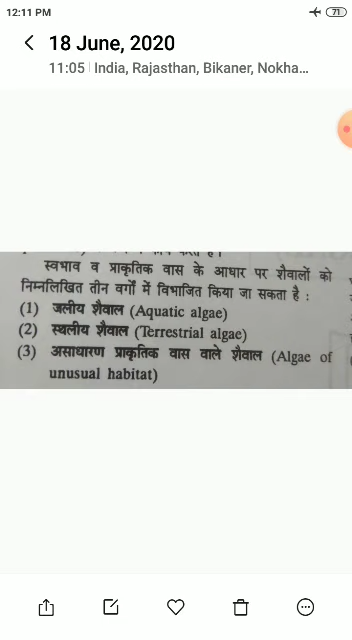 12:11 PM
71
18 June, 2020
11:05 India, Rajasthan, Bikaner, Nokha...
स्वभाव व प्राकृतिक वास के आधार पर शैवालों को
निम्नलिखित तीन वर्गों में विभाजित किया जा सकता है :
(1) जलीय शैवाल (Aquatic algae)
(2) स्थलीय शैवाल (Terrestrial algae)
(3) असाधारण प्राकृतिक वास वाले शैवाल (Algae of
unusual habitat)